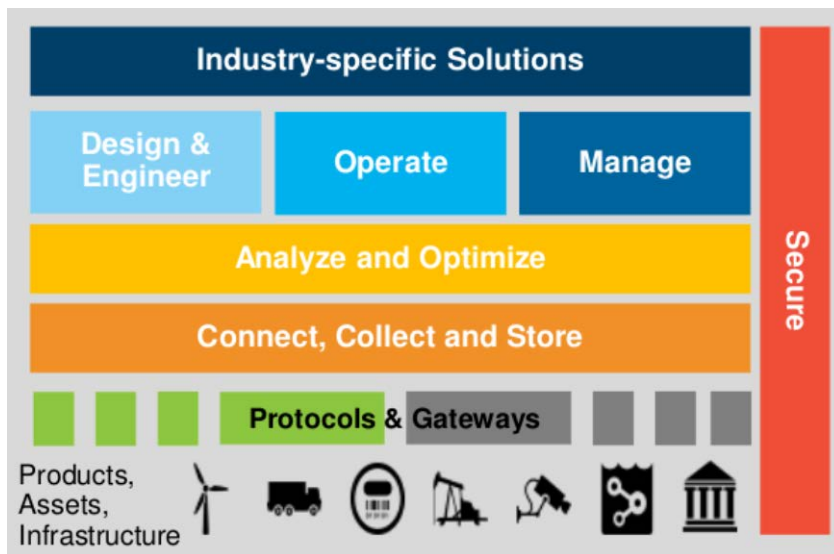 Industry-specific Solutions
Design &
Engineer
Operate
Manage
Analyze and Optimize
Connect, Collect and Store
Protocols & Gateways
Products,
Assets,
Infrastructure
Secure